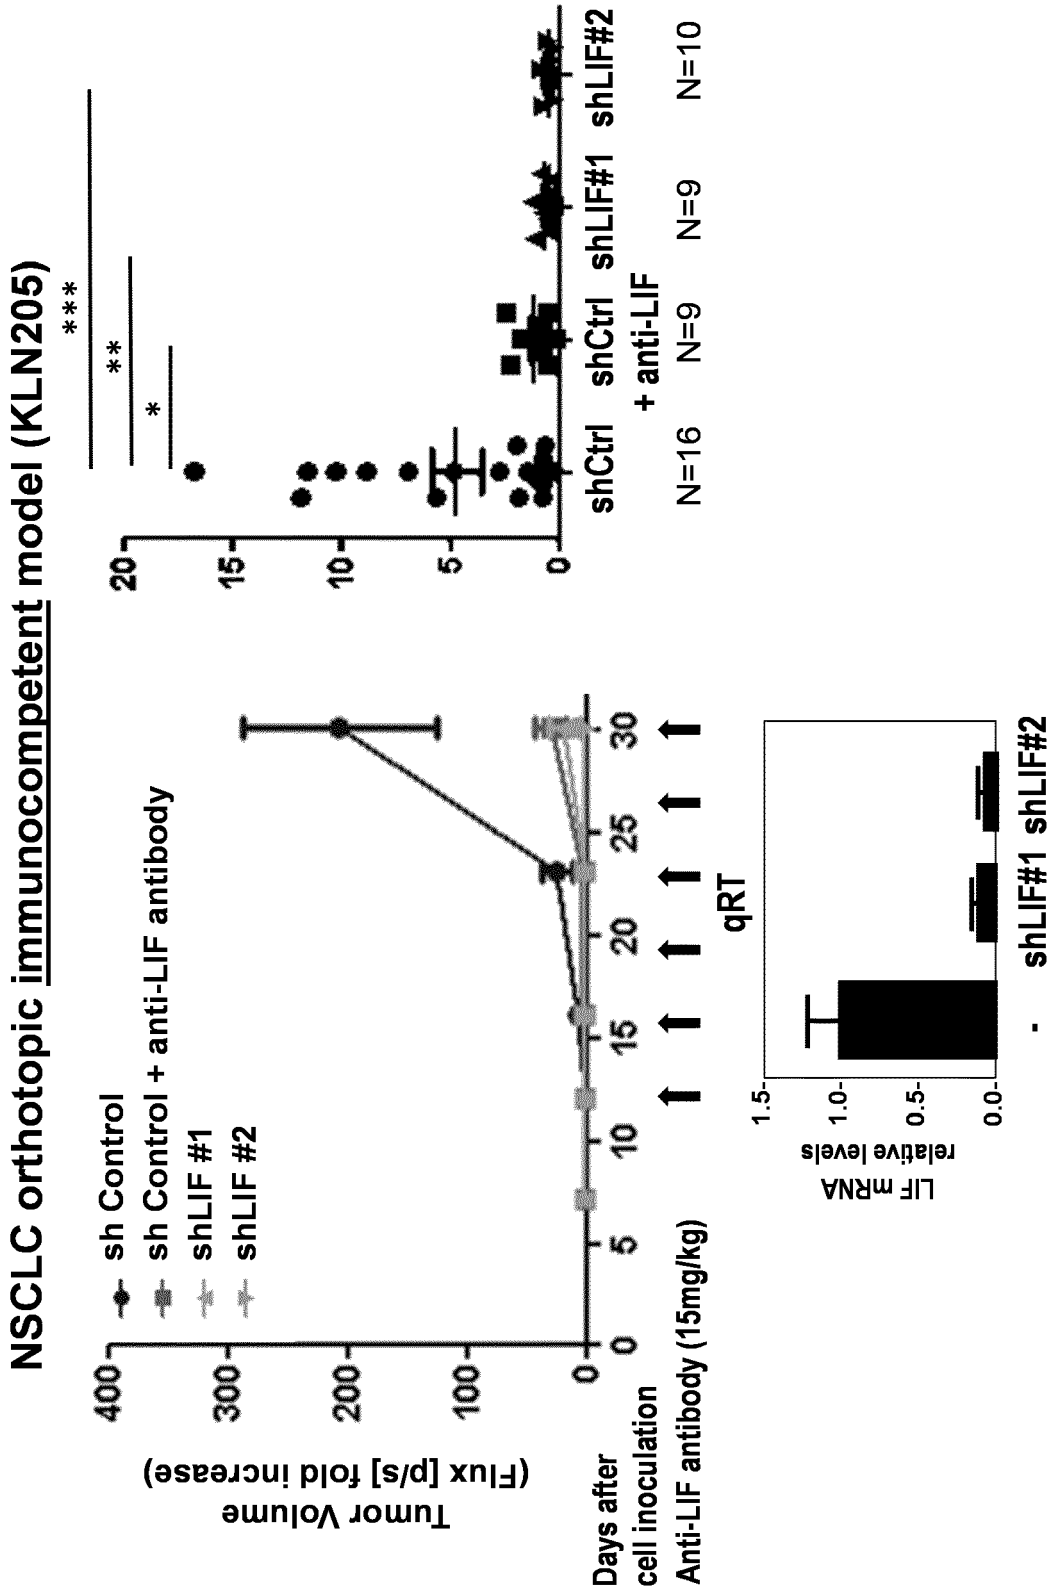 NSCLC orthotopic immunocompetent model (KLN205)
sh Control
sh Control + anti-LIF antibody
shLIF #1
shLIF #2
Tumor Volume
(Flux [p/s] fold increase)
400
300
200
100
0
0 5 10 15 20 25 30
Days after
cell inoculation
Anti-LIF antibody (15mg/kg)
20
15
10
5
0
*
**
***
shCtrl shCtrl shLIF#1 shLIF#2
+ anti-LIF
N=16 N=9 N=9 N=10
qRT
LIF mRNA
relative levels
1.5-
1.0-
0.5-
0.0-
- shLIF#1 shLIF#2